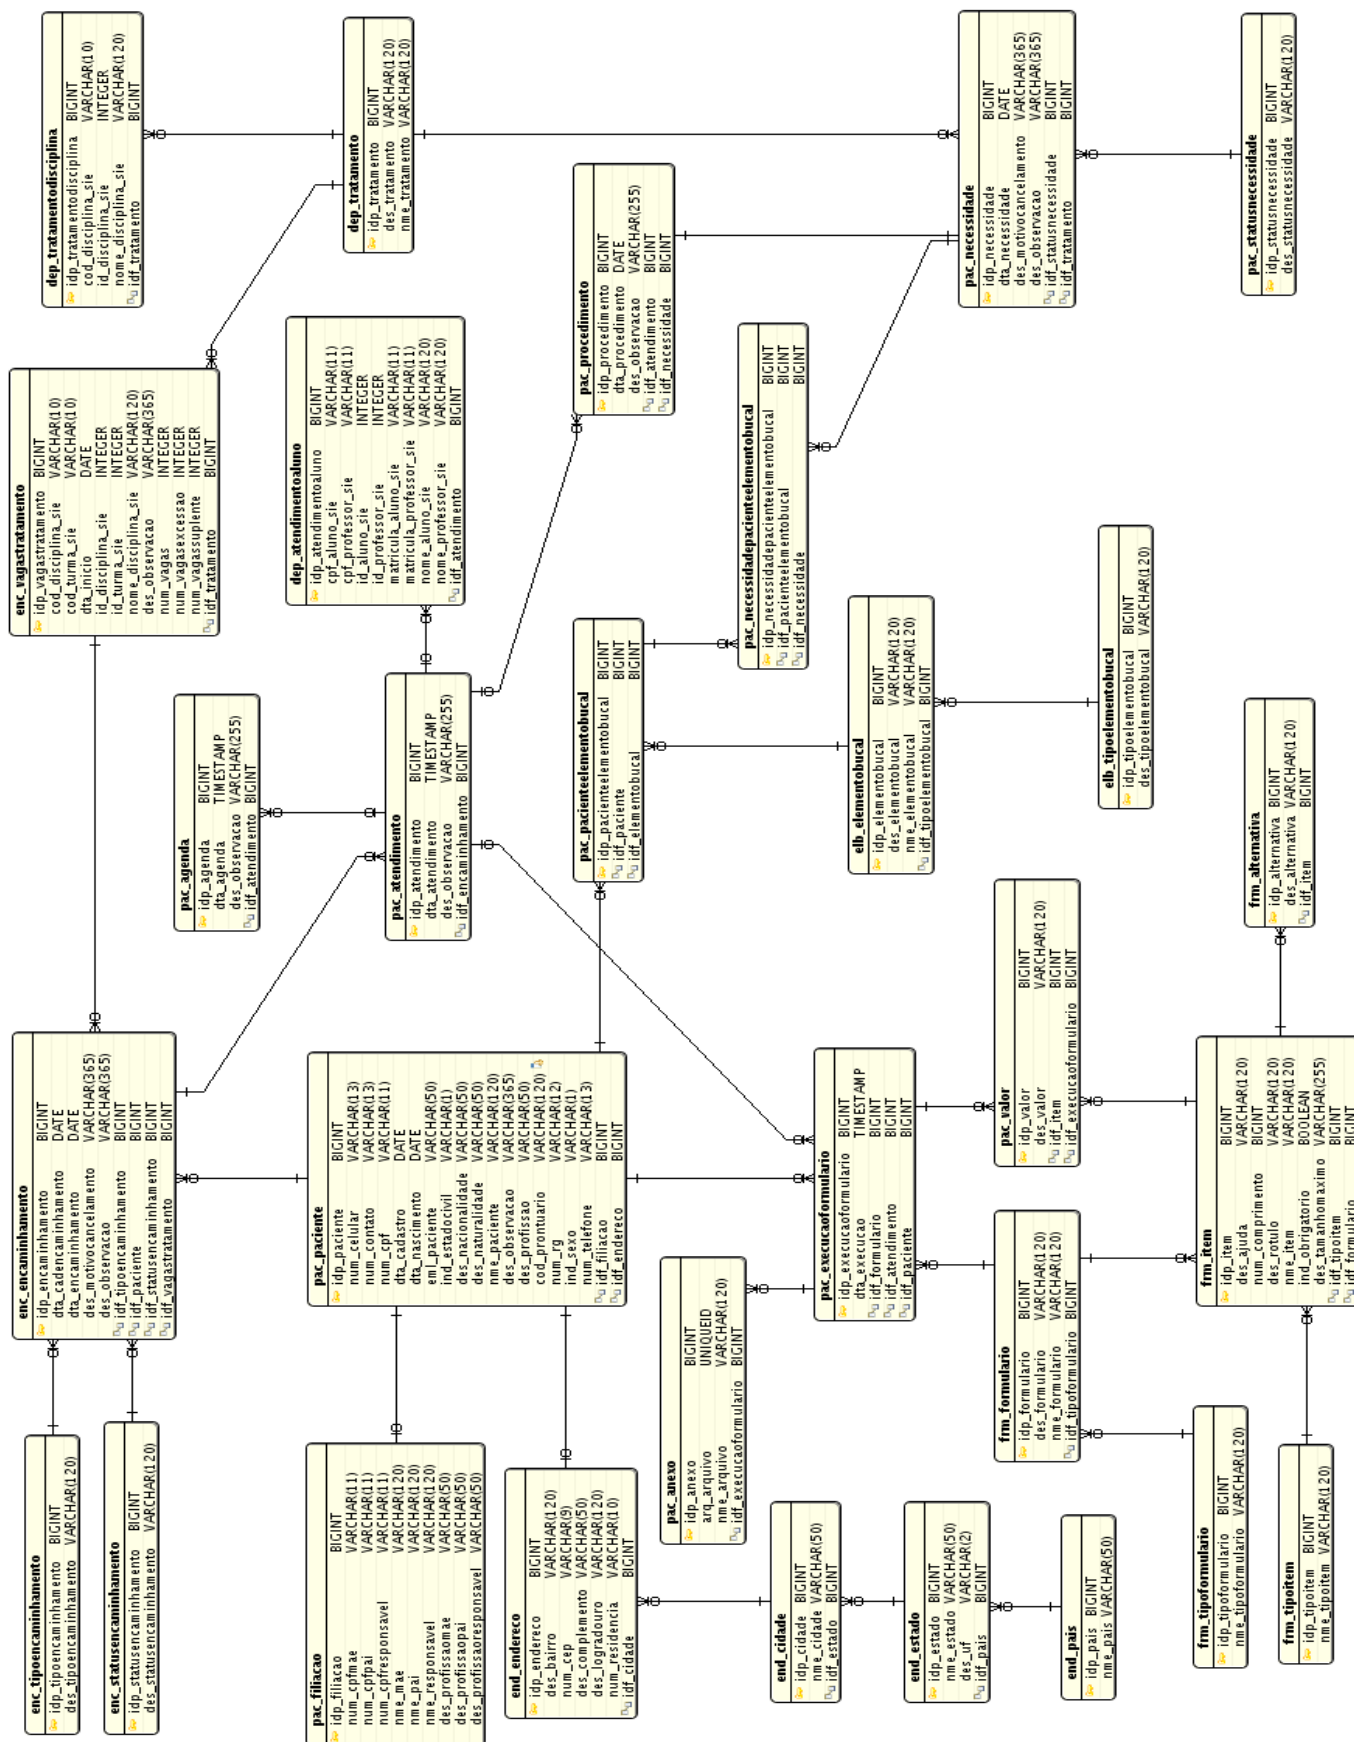 enc_tipoencaminhamento
idp_tipoencaminhamento BIGINT
des_tipoencaminhamento VARCHAR(120)
enc_statusencaminhamento
idp_statusencaminhamento BIGINT
des_statusencaminhamento VARCHAR(120)
enc_encaminhamento
idp_encaminhamento BIGINT
dta_cadencaminhamento DATE
dta_encaminhamento DATE
des_motivocancelamento VARCHAR(365)
des_observacao VARCHAR(365)
idf_tipoencaminhamento BIGINT
idf_paciente BIGINT
idf_statusencaminhamento BIGINT
idf_vagastratamento BIGINT
enc_vagastratamento
idp_vagastratamento BIGINT
cod_disciplina_sie VARCHAR(10)
cod_turma_sie VARCHAR(10)
dta_inicio DATE
id_disciplina_sie INTEGER
id_turma_sie INTEGER
nome_disciplina_sie VARCHAR(120)
des_observacao VARCHAR(365)
num_vagas INTEGER
num_vagasexcessao INTEGER
num_vagassuplente INTEGER
idf_tratamento BIGINT
dep_tratamentodisciplina
idp_tratamentodisciplina BIGINT
cod_disciplina_sie VARCHAR(10)
id_disciplina_sie INTEGER
nome_disciplina_sie VARCHAR(120)
idf_tratamento BIGINT
pac_agenda
idp_agenda BIGINT
dta_agenda TIMESTAMP
des_observacao VARCHAR(255)
idf_atendimento BIGINT
pac_filiacao
idp_filiacao BIGINT
num_cpfmae VARCHAR(11)
num_cpfpai VARCHAR(11)
num_cpfresponsavel VARCHAR(11)
nme_mae VARCHAR(120)
nme_pai VARCHAR(120)
nme_responsavel VARCHAR(120)
des_profissaomae VARCHAR(50)
des_profissaopai VARCHAR(50)
des_profissaoresponsavel VARCHAR(50)
pac_paciente
idp_paciente BIGINT
num_celular VARCHAR(13)
num_contato VARCHAR(13)
num_cpf VARCHAR(11)
dta_cadastro DATE
dta_nascimento DATE
eml_paciente VARCHAR(50)
ind_estadocivil VARCHAR(1)
des_nacionalidade VARCHAR(50)
des_naturalidade VARCHAR(50)
nme_paciente VARCHAR(120)
des_observacao VARCHAR(365)
des_profissao VARCHAR(50)
cod_prontuario VARCHAR(120)
num_rg VARCHAR(12)
ind_sexo VARCHAR(1)
num_telefone VARCHAR(13)
idf_filiacao BIGINT
idf_endereco BIGINT
pac_atendimento
idp_atendimento BIGINT
dta_atendimento TIMESTAMP
des_observacao VARCHAR(255)
idf_encaminhamento BIGINT
dep_atendimentoaluno
idp_atendimentoaluno BIGINT
cpf_aluno_sie VARCHAR(11)
cpf_professor_sie VARCHAR(11)
id_aluno_sie INTEGER
id_professor_sie INTEGER
matricula_aluno_sie VARCHAR(11)
matricula_professor_sie VARCHAR(11)
nome_aluno_sie VARCHAR(120)
nome_professor_sie VARCHAR(120)
idf_atendimento BIGINT
dep_tratamento
idp_tratamento BIGINT
des_tratamento VARCHAR(120)
nme_tratamento VARCHAR(120)
end_endereco
idp_endereco BIGINT
des_bairro VARCHAR(120)
num_cep VARCHAR(9)
des_complemento VARCHAR(50)
des_logradouro VARCHAR(120)
num_residencia VARCHAR(10)
idf_cidade BIGINT
pac_pacienteelementobucal
idp_pacienteelementobucal BIGINT
idf_paciente BIGINT
idf_elementobucal BIGINT
pac_procedimento
idp_procedimento BIGINT
dta_procedimento DATE
des_observacao VARCHAR(255)
idf_atendimento BIGINT
idf_necessidade BIGINT
pac_anexo
idp_anexo BIGINT
arq_arquivo UNIQUEID
nme_arquivo VARCHAR(120)
idf_execucaoformulario BIGINT
pac_necessidadepacienteelementobucal
idp_necessidadepacienteelementobucal BIGINT
idf_pacienteelementobucal BIGINT
idf_necessidade BIGINT
end_cidade
idp_cidade BIGINT
nme_cidade VARCHAR(50)
idf_estado BIGINT
pac_execucaoformulario
idp_execucaoformulario BIGINT
dta_execucao TIMESTAMP
idf_formulario BIGINT
idf_atendimento BIGINT
idf_paciente BIGINT
elb_elementobucal
idp_elementobucal BIGINT
des_elementobucal VARCHAR(120)
nme_elementobucal VARCHAR(120)
idf_tipoelementobucal BIGINT
end_estado
idp_estado BIGINT
nme_estado VARCHAR(50)
des_uf VARCHAR(2)
idf_pais BIGINT
pac_necessidade
idp_necessidade BIGINT
dta_necessidade DATE
des_motivocancelamento VARCHAR(365)
des_observacao VARCHAR(365)
idf_statusnecessidade BIGINT
idf_tratamento BIGINT
frm_formulario
idp_formulario BIGINT
des_formulario VARCHAR(120)
nme_formulario VARCHAR(120)
idf_tipoformulario BIGINT
pac_valor
idp_valor BIGINT
des_valor VARCHAR(120)
idf_item BIGINT
idf_execucaoformulario BIGINT
end_pais
idp_pais BIGINT
nme_pais VARCHAR(50)
elb_tipoelementobucal
idp_tipoelementobucal BIGINT
des_tipoelementobucal VARCHAR(120)
frm_tipoformulario
idp_tipoformulario BIGINT
nme_tipoformulario VARCHAR(120)
frm_item
idp_item BIGINT
des_ajuda VARCHAR(120)
num_comprimento BIGINT
des_rotulo VARCHAR(120)
nme_item VARCHAR(120)
ind_obrigatorio BOOLEAN
des_tamanhomaximo VARCHAR(255)
idf_tipoitem BIGINT
idf_formulario BIGINT
frm_alternativa
idp_alternativa BIGINT
des_alternativa VARCHAR(120)
idf_item BIGINT
pac_statusnecessidade
idp_statusnecessidade BIGINT
des_statusnecessidade VARCHAR(120)
frm_tipoitem
idp_tipoitem BIGINT
nme_tipoitem VARCHAR(120)